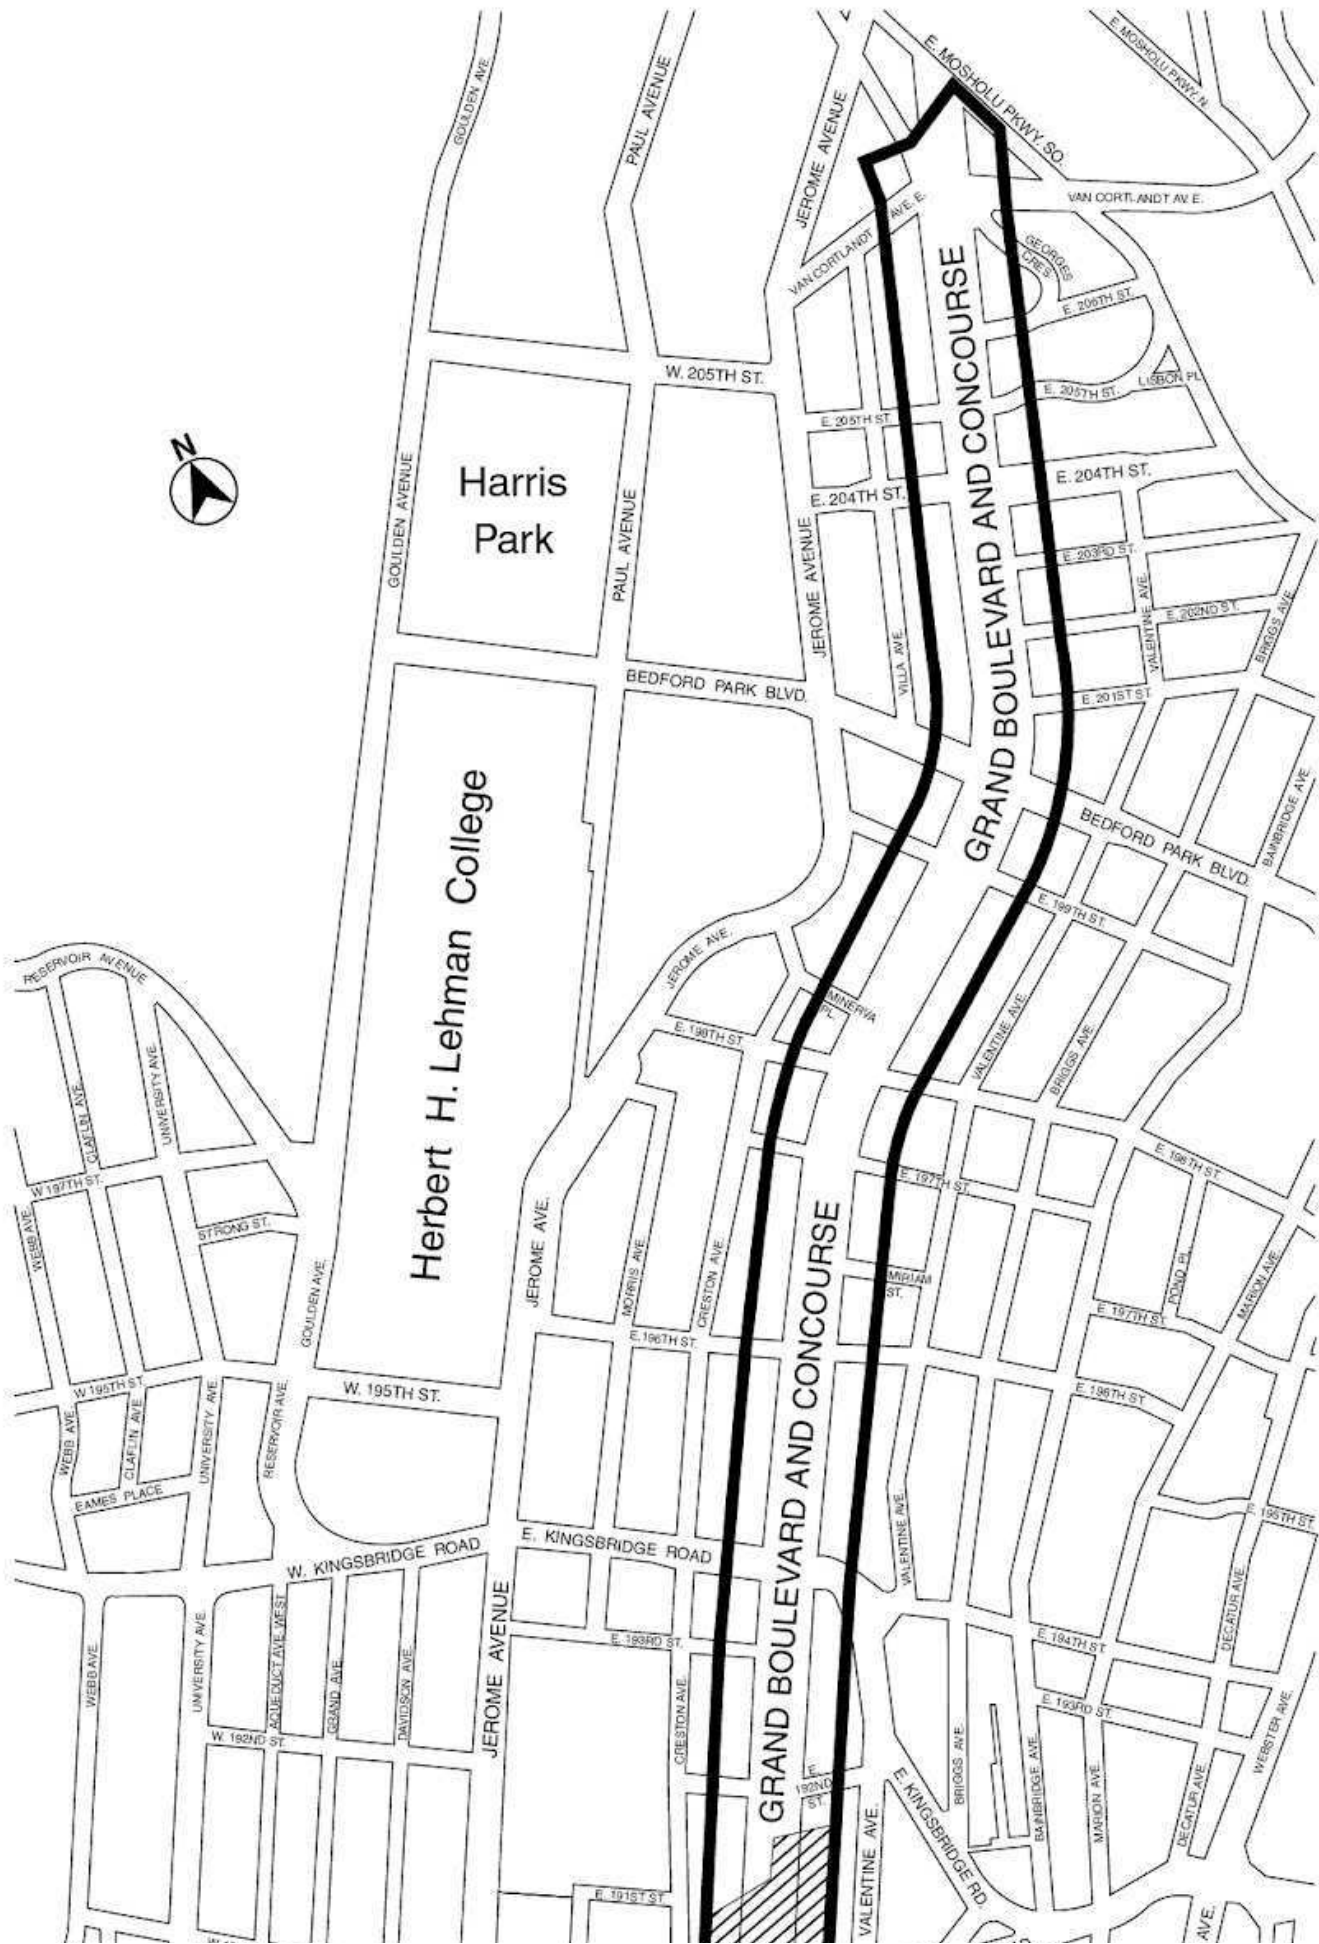 GOULDEN AVE.
PAUL AVENUE
JEROME AVENUE
E. MOSHOLU PKWY. SO.
E. MOSHOLU PKWY. N.
VAN CORTLANDT AVE. E.
VAN CORTLANDT AV E.
GEORGES
CRES.
E. 206TH ST.
GRAND BOULEVARD AND CONCOURSE
W. 205TH ST.
E. 205TH ST.
LISBON PL.
E. 205TH ST.
N
Harris
Park
GOULDEN AVENUE
PAUL AVENUE
JEROME AVENUE
E. 204TH ST.
E. 204TH ST.
E. 203RD ST.
VALENTINE AVE.
E. 202ND ST.
BRIGGS AVE.
VILLA AVE.
BEDFORD PARK BLVD.
E. 201ST ST.
BAINBRIDGE AVE.
BEDFORD PARK BLVD.
Herbert H. Lehman College
E. 199TH ST.
JEROME AVE.
RESERVOIR AVENUE
MINERVA
PL.
E. 198TH ST.
VALENTINE AVE.
BRIGGS AVE.
CLAFLIN AVE.
UNIVERSITY AVE.
E. 198TH ST.
W 197TH ST.
E. 197TH ST.
WEBB AVE.
STRONG ST.
GOULDEN AVE.
JEROME AVE.
MORRIS AVE.
CRESTON AVE.
GRAND BOULEVARD AND CONCOURSE
MIRIAM
ST.
POND PL.
MARION AVE.
E. 197TH ST.
E. 196TH ST.
E. 196TH ST.
W 195TH ST.
W. 195TH ST.
WEBB AVE.
CLAFLIN AVE.
UNIVERSITY AVE.
RESERVOIR AVE.
EAMES PLACE
E. 195TH ST.
VALENTINE AVE.
W. KINGSBRIDGE ROAD
E. KINGSBRIDGE ROAD
WEBB AVE.
UNIVERSITY AVE.
AQUEDUCT AVE. WEST
GRAND AVE.
DAVIDSON AVE.
JEROME AVENUE
E. 193RD ST.
CRESTON AVE.
GRAND BOULEVARD AND CONCOURSE
E. 194TH ST.
DECATUR AVE.
E. 193RD ST.
WEBSTER AVE.
W. 192ND ST.
E.
192ND
ST.
VALENTINE AVE.
E. KINGSBRIDGE RD.
BRIGGS AVE.
BAINBRIDGE AVE.
MARION AVE.
DECATUR AVE.
E. 191ST ST.
AVE.